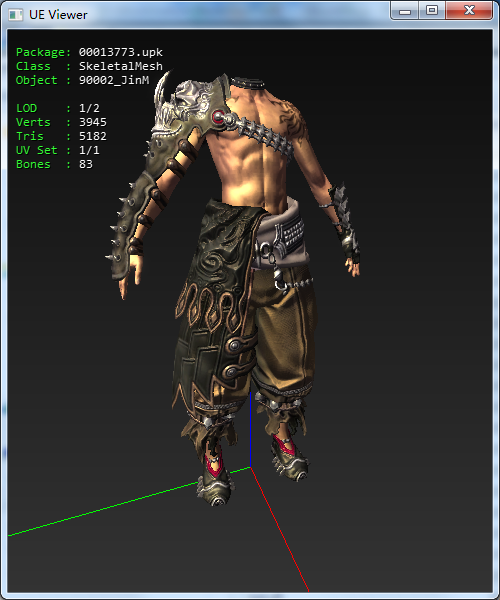 UE Viewer
Package: 00013773.upk
Class  : SkeletalMesh
Object : 90002_JinM
LOD    : 1/2
Verts  : 3945
Tris   : 5182
UV Set : 1/1
Bones  : 83